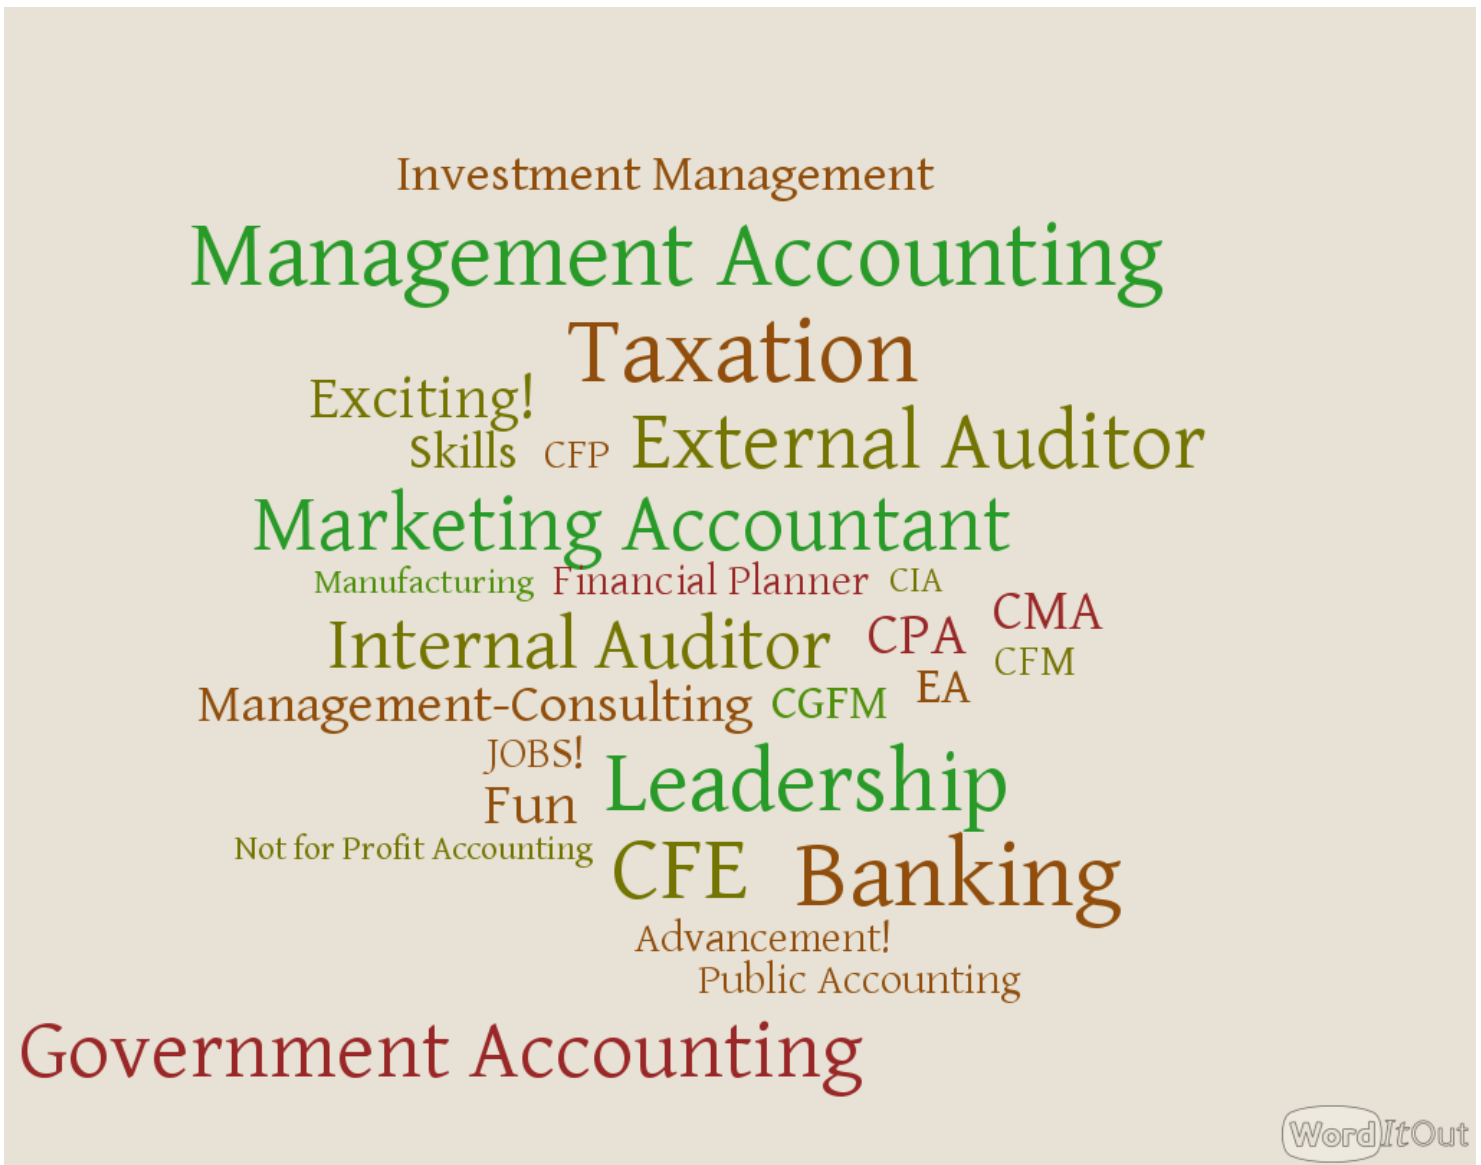 Investment Management
Management Accounting
Taxation
Exciting!
Skills CFP External Auditor
Marketing Accountant
Manufacturing Financial Planner CIA
CMA
Internal Auditor CPA
CFM
EA
Management-Consulting CGFM
JOBS!
Leadership
Fun
Not for Profit Accounting
CFE Banking
Advancement!
Public Accounting
Government Accounting
WordItOut